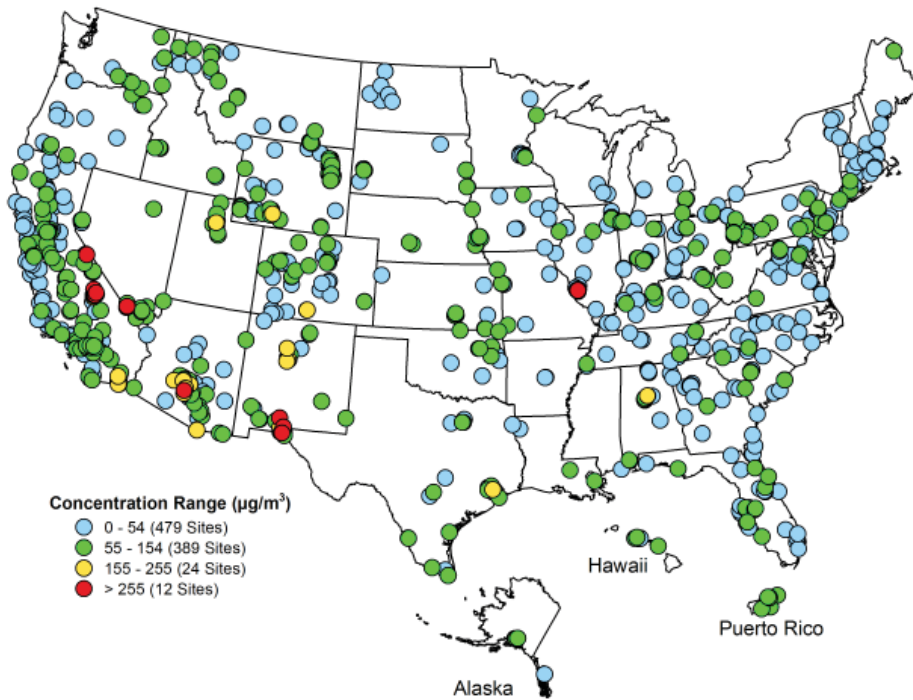 Concentration Range (µg/m³)
0 - 54 (479 Sites)
55 - 154 (389 Sites)
155 - 255 (24 Sites)
> 255 (12 Sites)
Hawaii
Puerto Rico
Alaska